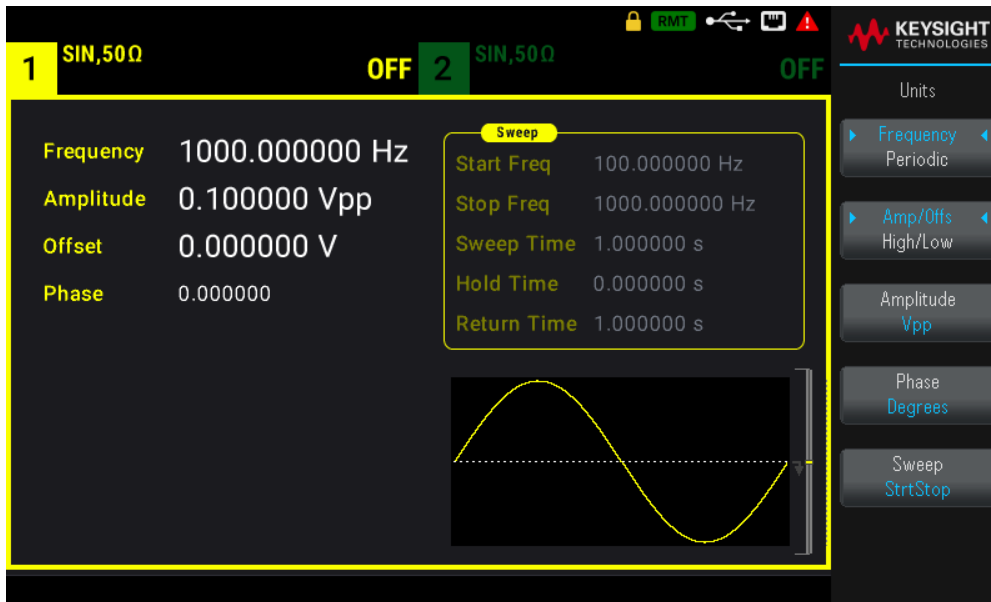 RMT
KEYSIGHT
TECHNOLOGIES
1 SIN,50Ω OFF
2 SIN,50Ω OFF
Units
Frequency
Periodic
Amp/Offs
High/Low
Amplitude
Vpp
Phase
Degrees
Sweep
StrtStop
Frequency 1000.000000 Hz
Amplitude 0.100000 Vpp
Offset 0.000000 V
Phase 0.000000
Sweep
Start Freq 100.000000 Hz
Stop Freq 1000.000000 Hz
Sweep Time 1.000000 s
Hold Time 0.000000 s
Return Time 1.000000 s